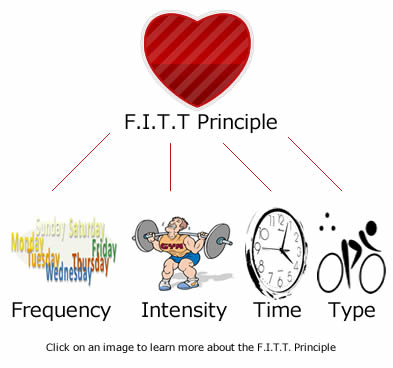 F.I.T.T Principle
Sunday Saturday
Monday Friday
Tuesday Thursday
Wednesday
GYM
Frequency Intensity Time Type
Click on an image to learn more about the F.I.T.T. Principle